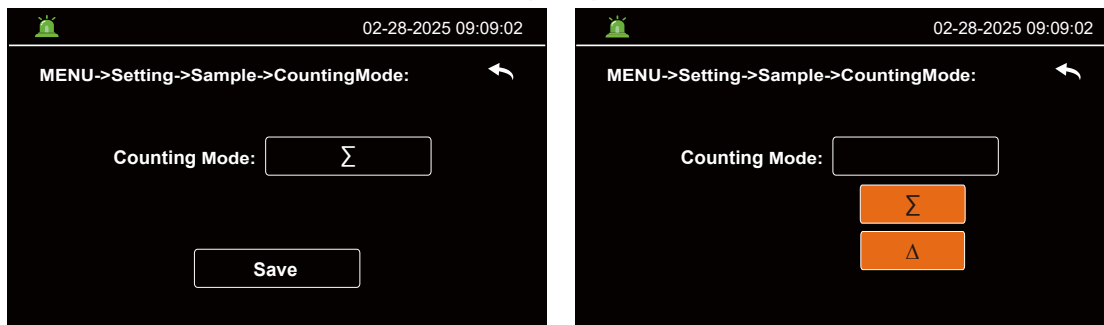 02-28-2025 09:09:02
MENU->Setting->Sample->CountingMode:
Counting Mode: Σ
Save
02-28-2025 09:09:02
MENU->Setting->Sample->CountingMode:
Counting Mode:
Σ
Δ